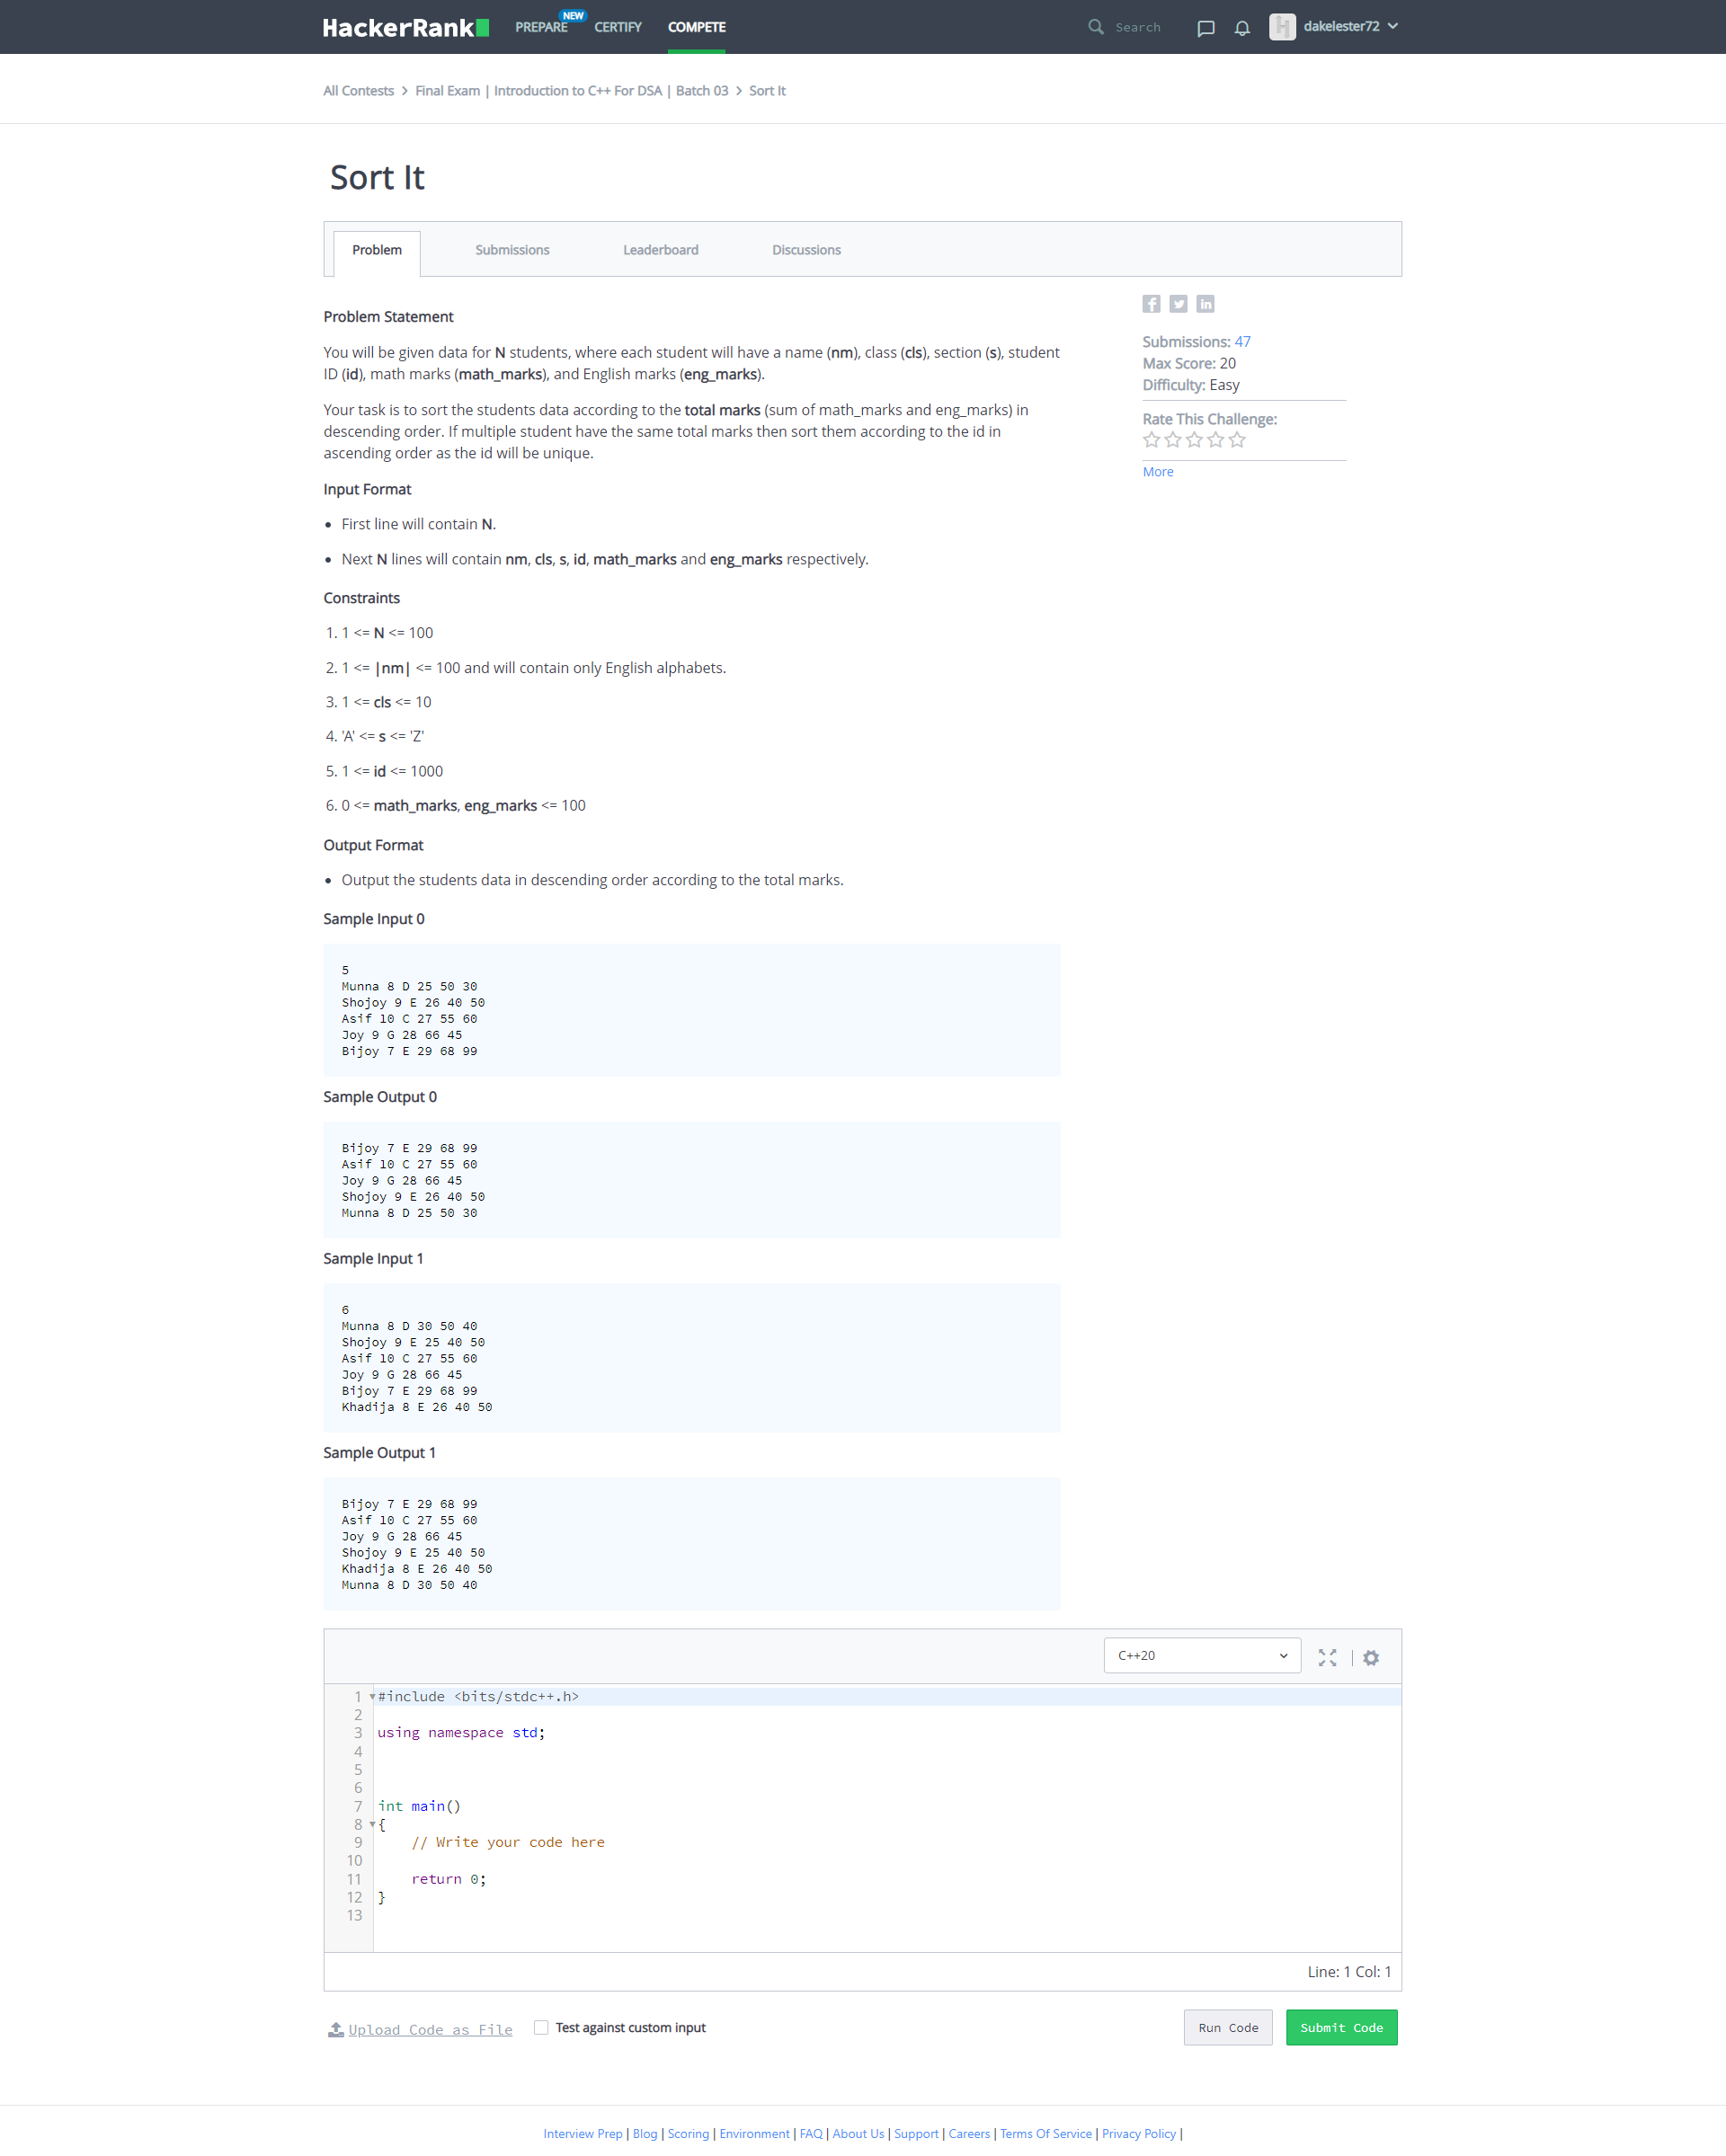 HackerRank PREPARE NEW CERTIFY COMPETE Search dakelester72
All Contests > Final Exam | Introduction to C++ For DSA | Batch 03 > Sort It
Sort It
Problem Submissions Leaderboard Discussions
Problem Statement
You will be given data for N students, where each student will have a name (nm), class (cls), section (s), student
ID (id), math marks (math_marks), and English marks (eng_marks).
Your task is to sort the students data according to the total marks (sum of math_marks and eng_marks) in
descending order. If multiple student have the same total marks then sort them according to the id in
ascending order as the id will be unique.
Submissions: 47
Max Score: 20
Difficulty: Easy
Rate This Challenge:
More
Input Format
• First line will contain N.
• Next N lines will contain nm, cls, s, id, math_marks and eng_marks respectively.
Constraints
1. 1 <= N <= 100
2. 1 <= |nm| <= 100 and will contain only English alphabets.
3. 1 <= cls <= 10
4. 'A' <= s <= 'Z'
5. 1 <= id <= 1000
6. 0 <= math_marks, eng_marks <= 100
Output Format
• Output the students data in descending order according to the total marks.
Sample Input 0
5
Munna 8 D 25 50 30
Shojoy 9 E 26 40 50
Asif 10 C 27 55 60
Joy 9 G 28 66 45
Bijoy 7 E 29 68 99
Sample Output 0
Bijoy 7 E 29 68 99
Asif 10 C 27 55 60
Joy 9 G 28 66 45
Shojoy 9 E 26 40 50
Munna 8 D 25 50 30
Sample Input 1
6
Munna 8 D 30 50 40
Shojoy 9 E 25 40 50
Asif 10 C 27 55 60
Joy 9 G 28 66 45
Bijoy 7 E 29 68 99
Khadija 8 E 26 40 50
Sample Output 1
Bijoy 7 E 29 68 99
Asif 10 C 27 55 60
Joy 9 G 28 66 45
Shojoy 9 E 25 40 50
Khadija 8 E 26 40 50
Munna 8 D 30 50 40
C++20
1 #include <bits/stdc++.h>
2
3 using namespace std;
4
5
6
7 int main()
8 {
9 // Write your code here
10
11 return 0;
12 }
13
Line: 1 Col: 1
Upload Code as File Test against custom input Run Code Submit Code
Interview Prep | Blog | Scoring | Environment | FAQ | About Us | Support | Careers | Terms Of Service | Privacy Policy |